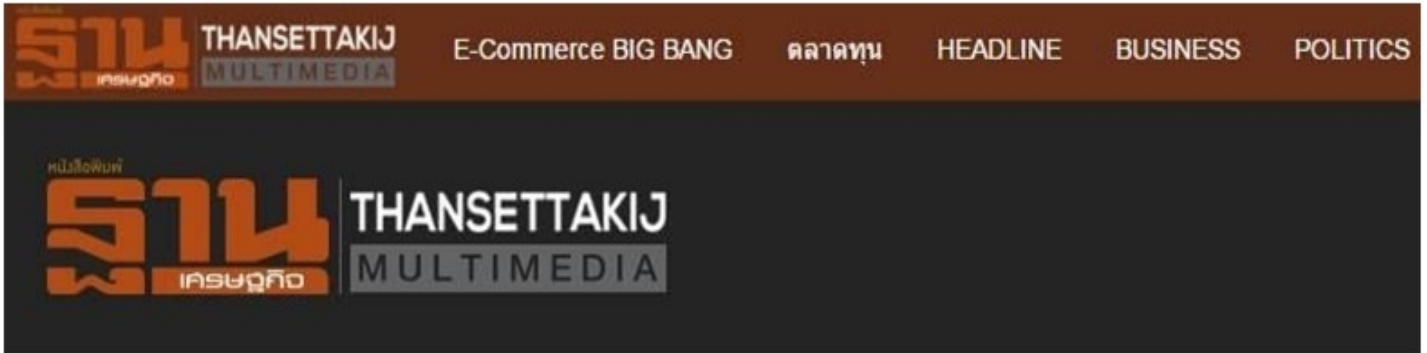 ฐาน
เศรษฐกิจ
THANSETTAKIJ
MULTIMEDIA
E-Commerce BIG BANG ตลาดทุน HEADLINE BUSINESS POLITICS
หนังสือพิมพ์
ฐาน
เศรษฐกิจ
THANSETTAKIJ
MULTIMEDIA